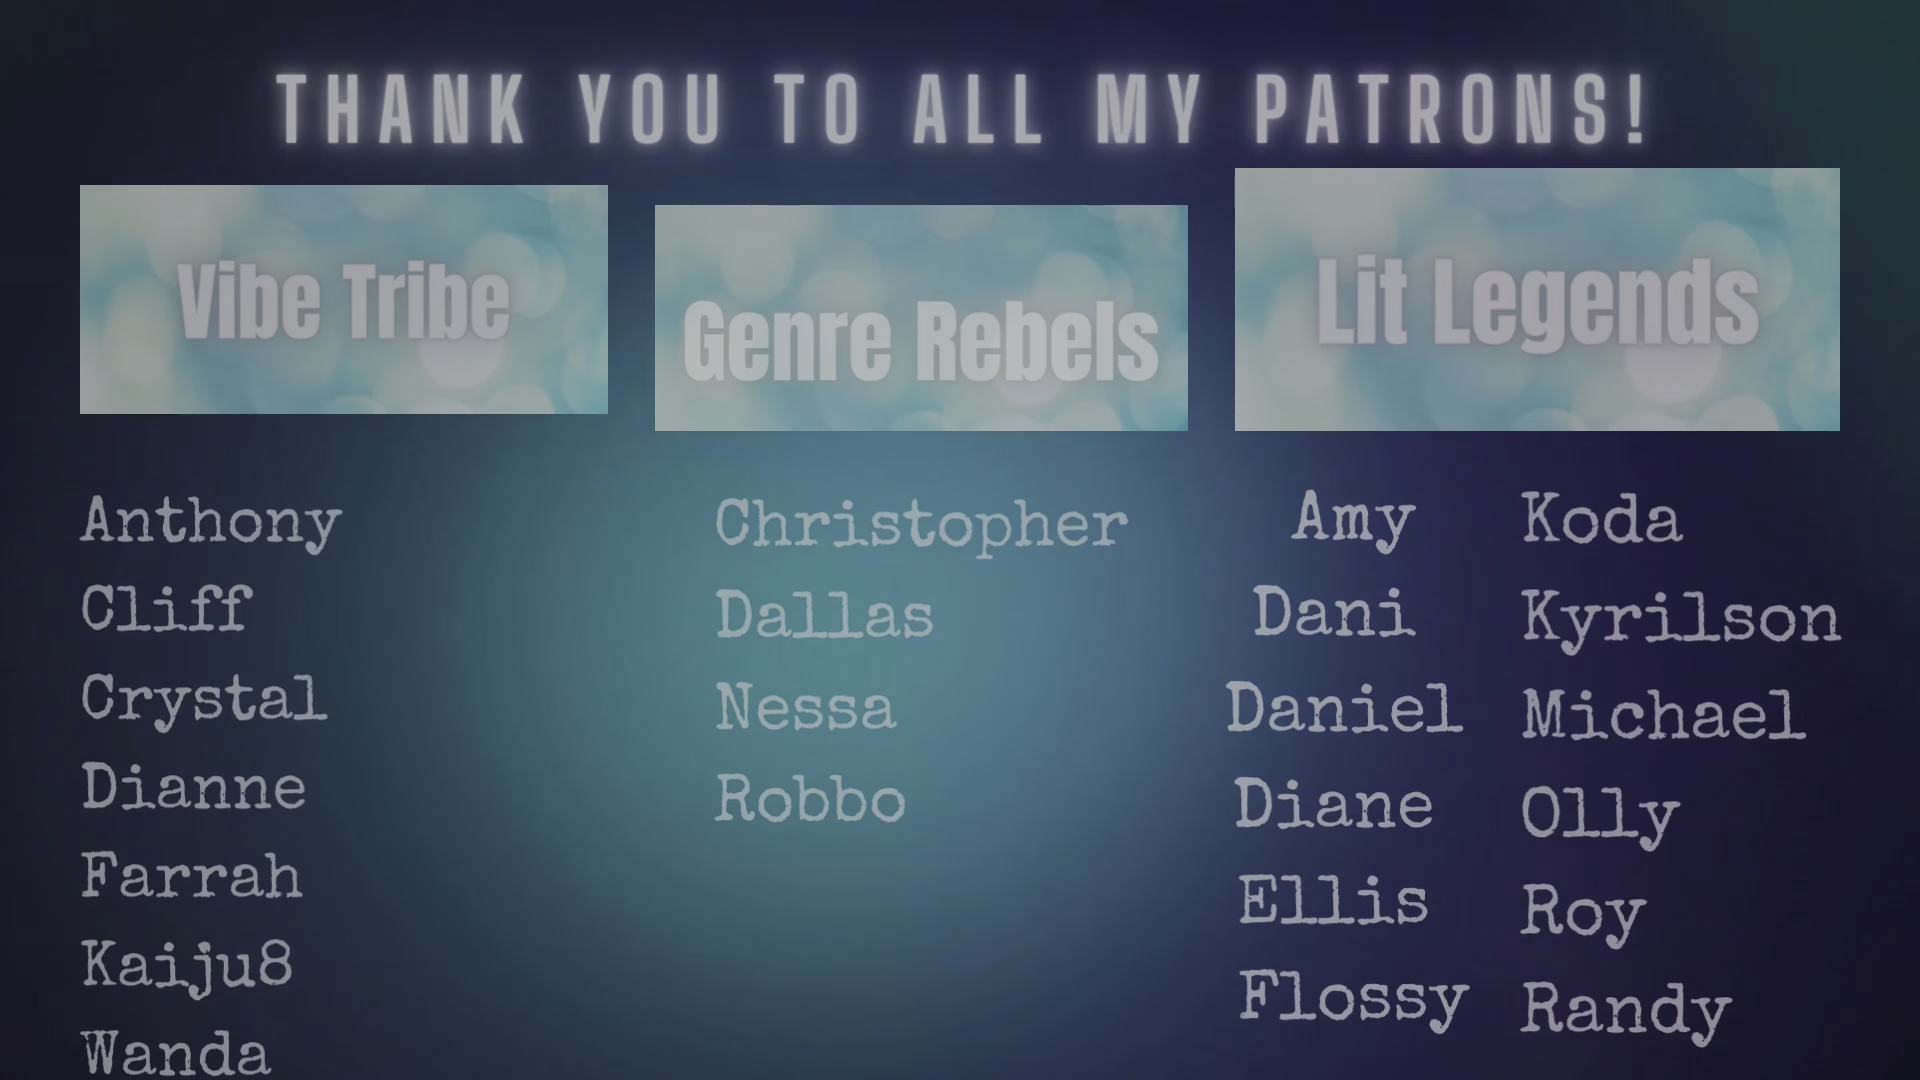 THANK YOU TO ALL MY PATRONS!
Vibe Tribe
Anthony
Cliff
Crystal
Dianne
Farrah
Kaiju8
Wanda
Genre Rebels
Christopher
Dallas
Nessa
Robbo
Lit Legends
Amy
Dani
Daniel
Diane
Ellis
Flossy
Koda
Kyrilson
Michael
Olly
Roy
Randy